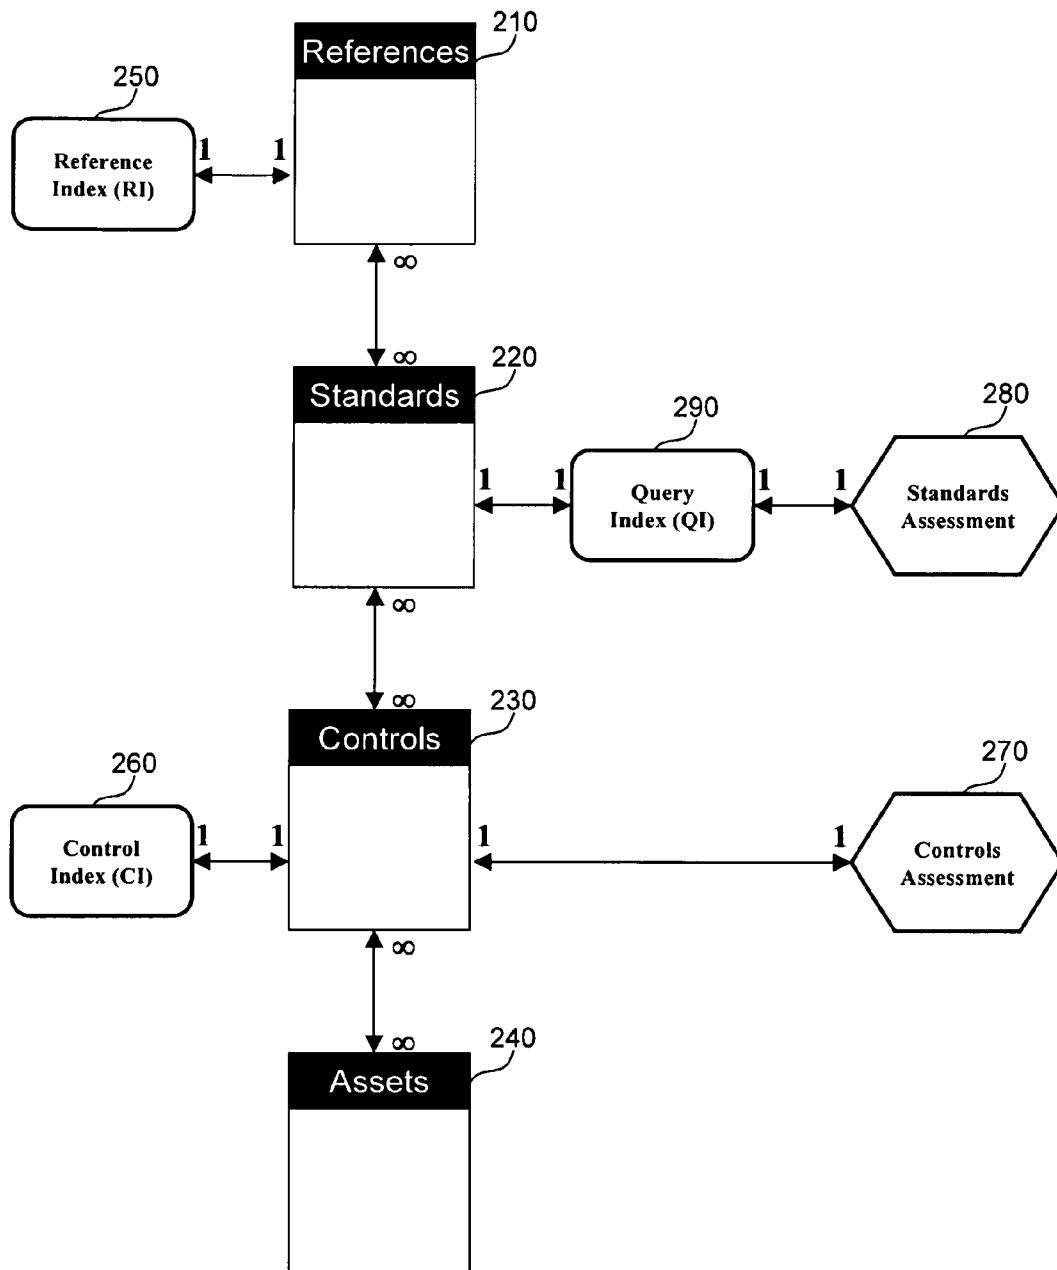 210
References
250
1
1
Reference
Index (RI)
∞
∞
220
Standards
290
280
1
1
1
1
Query
Index (QI)
Standards
Assessment
∞
∞
230
Controls
260
270
1
1
1
1
Control
Index (CI)
Controls
Assessment
∞
∞
240
Assets